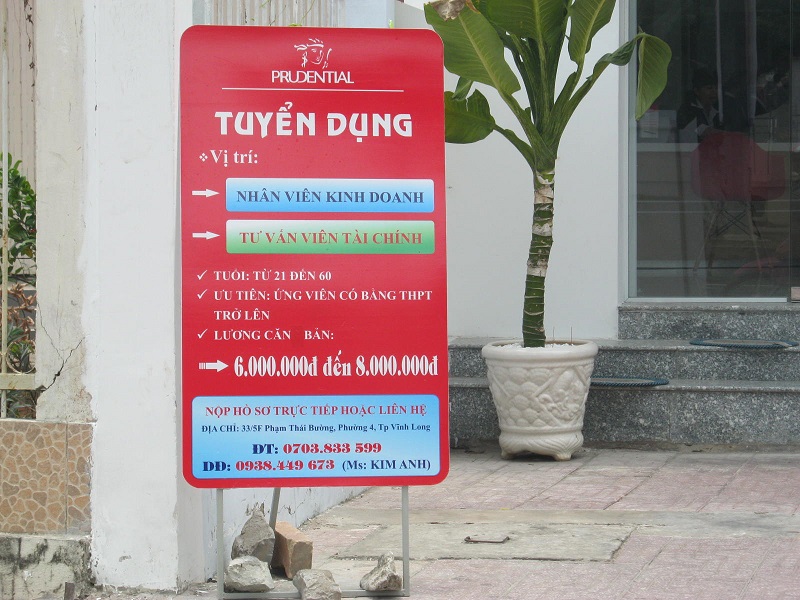 PRUDENTIAL
TUYỂN DỤNG
❖Vị trí:
NHÂN VIÊN KINH DOANH
TƯ VẤN VIÊN TÀI CHÍNH
✓ TUỔI: TỪ 21 ĐẾN 60
✓ ƯU TIÊN: ỨNG VIÊN CÓ BẰNG THPT
TRỞ LÊN
✓ LƯƠNG CĂN BẢN:
6.000.000đ đến 8.000.000đ
NỘP HỒ SƠ TRỰC TIẾP HOẶC LIÊN HỆ
ĐỊA CHỈ: 33/5F Phạm Thái Bường, Phường 4, Tp Vĩnh Long
ĐT: 0703.833 599
DĐ: 0938.449 673 (Ms: KIM ANH)